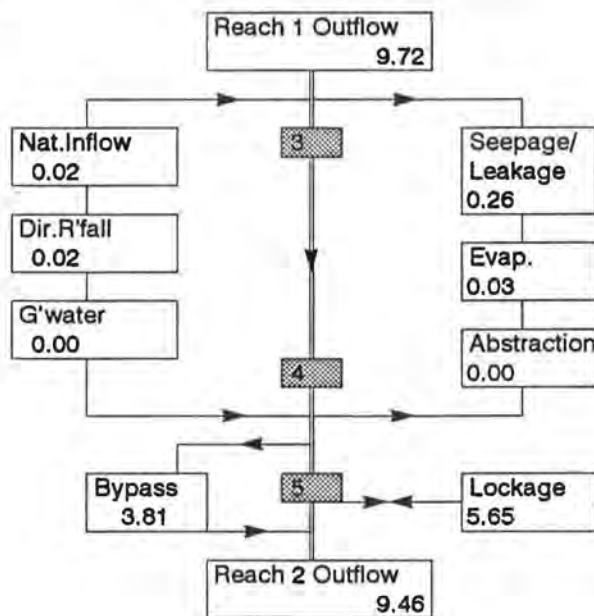 Reach 1 Outflow
9.72
Nat.Inflow
0.02
Dir.R'fall
0.02
G'water
0.00
3
4
5
Seepage/
Leakage
0.26
Evap.
0.03
Abstraction
0.00
Bypass
3.81
Lockage
5.65
Reach 2 Outflow
9.46